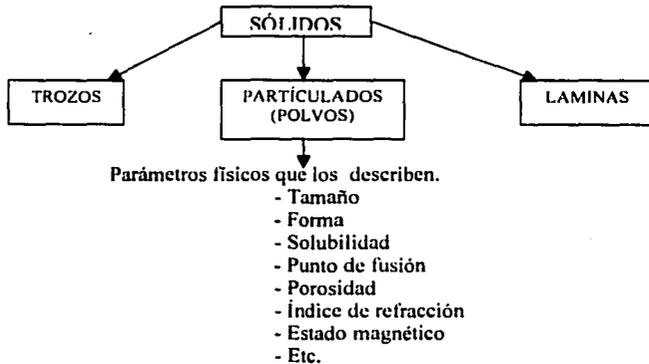 SÓLIDOS
TROZOS
PARTÍCULADOS
(POLVOS)
LAMINAS
Parámetros físicos que los describen.
- Tamaño
- Forma
- Solubilidad
- Punto de fusión
- Porosidad
- Índice de refracción
- Estado magnético
- Etc.